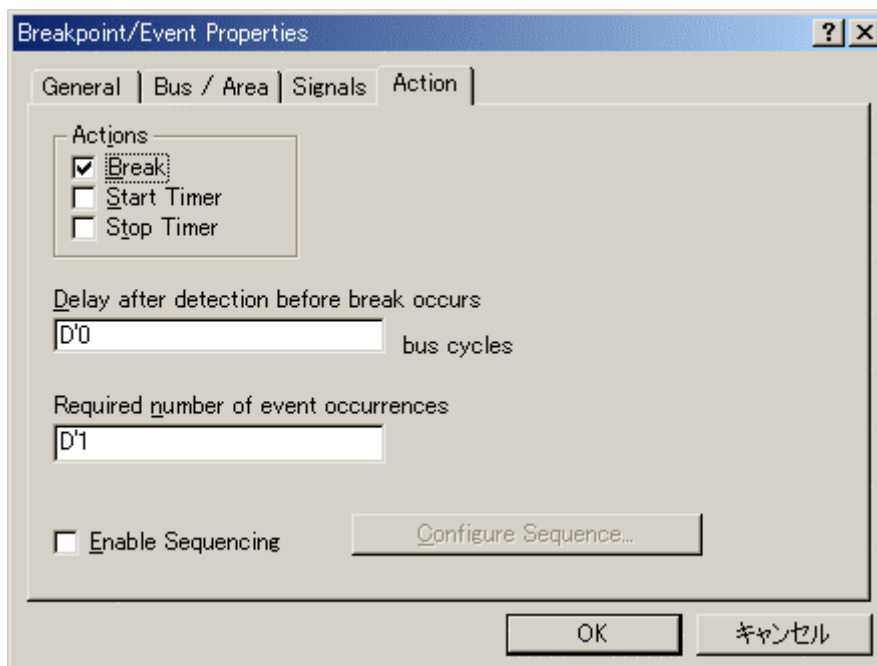 Breakpoint/Event Properties
General
Bus / Area
Signals
Action
Actions
Break
Start Timer
Stop Timer
Delay after detection before break occurs
D'0
bus cycles
Required number of event occurrences
D'1
Enable Sequencing
Configure Sequence...
OK
キャンセル